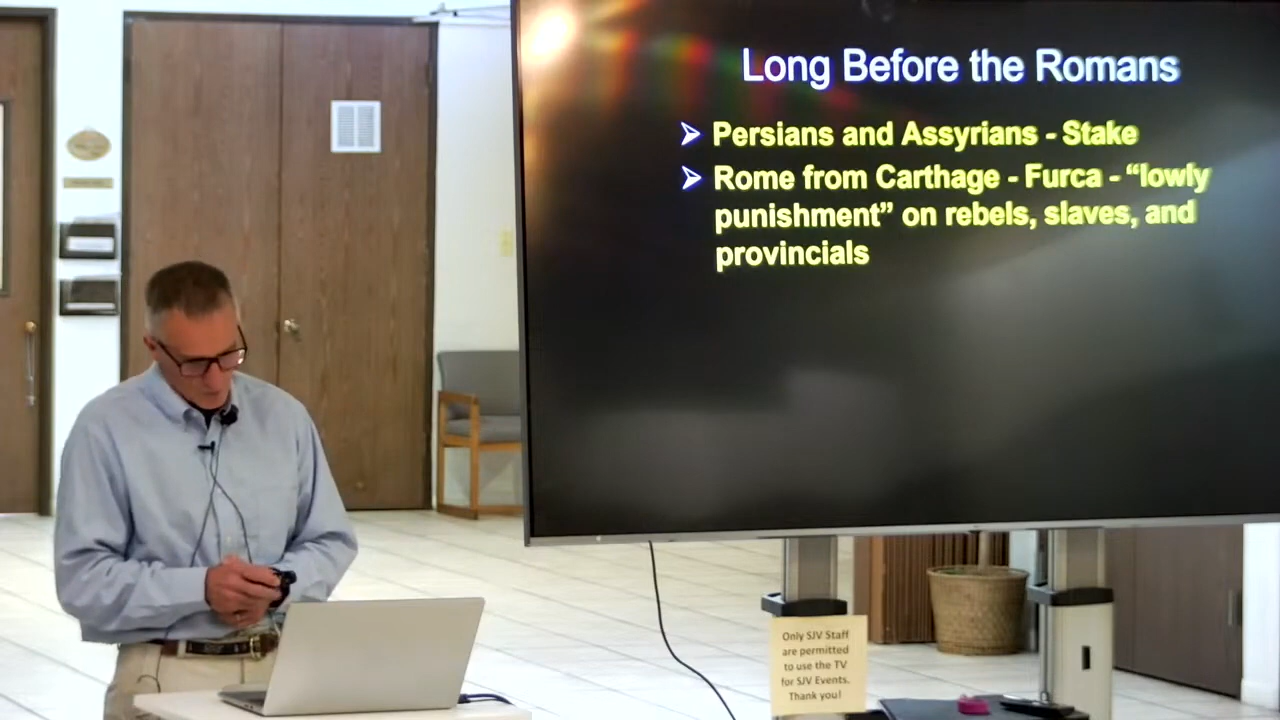 Long Before the Romans
Persians and Assyrians - Stake
Rome from Carthage - Furca - “lowly
punishment” on rebels, slaves, and
provincials
Only SJV Staff
are permitted
to use the TV
for SJV Events.
Thank you!